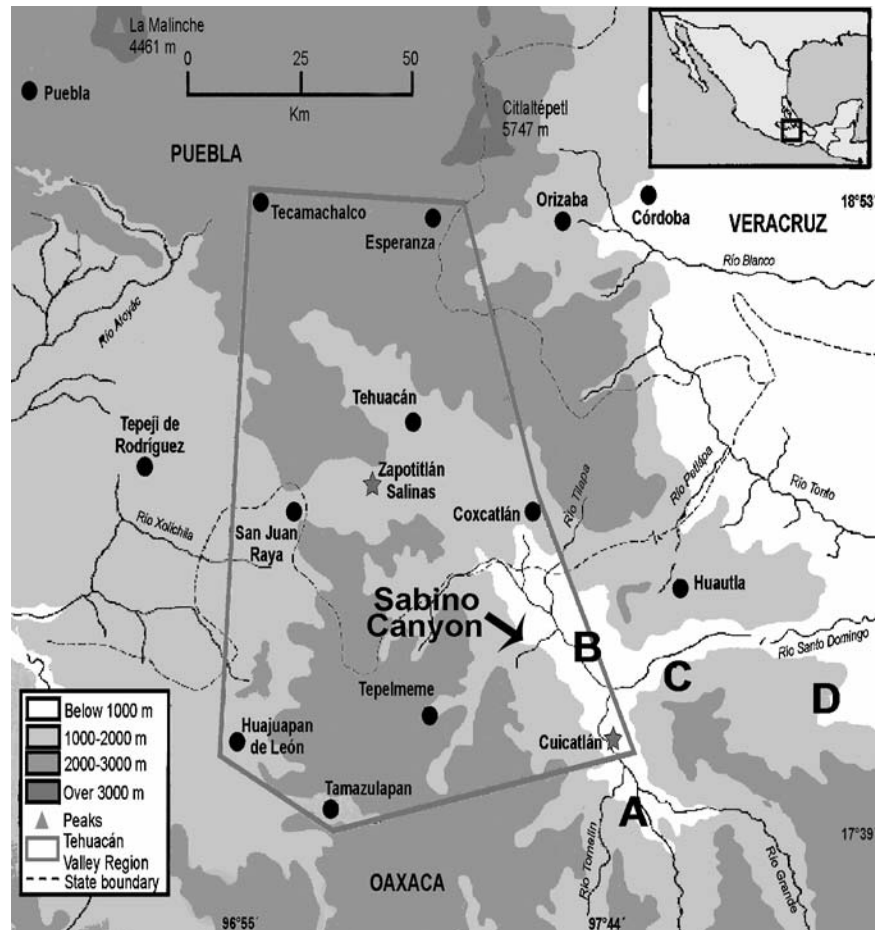 La Malinche
4461 m
0
25
50
Km
Puebla
Citlaltépetl
5747 m
PUEBLA
Tecamachalco
Esperanza
Orizaba
Córdoba
18°53'
VERACRUZ
Río Blanco
Río Atoyac
Tehuacán
Tepeji de
Rodríguez
Zapotitlán
Salinas
Río Petlapa
Río Tonto
San Juan
Raya
Coxcatlán
Río Tilapa
Río Xolichila
Huautla
Sabino
Canyon
B
C
Río Santo Domingo
D
Tepelmeme
Cuicatlán
Huajuapan
de León
Tamazulapan
A
17°39
Río Tomelín
Río Grande
OAXACA
96°55'
97°44'
Below 1000 m
1000-2000 m
2000-3000 m
Over 3000 m
Peaks
Tehuacán
Valley Region
State boundary